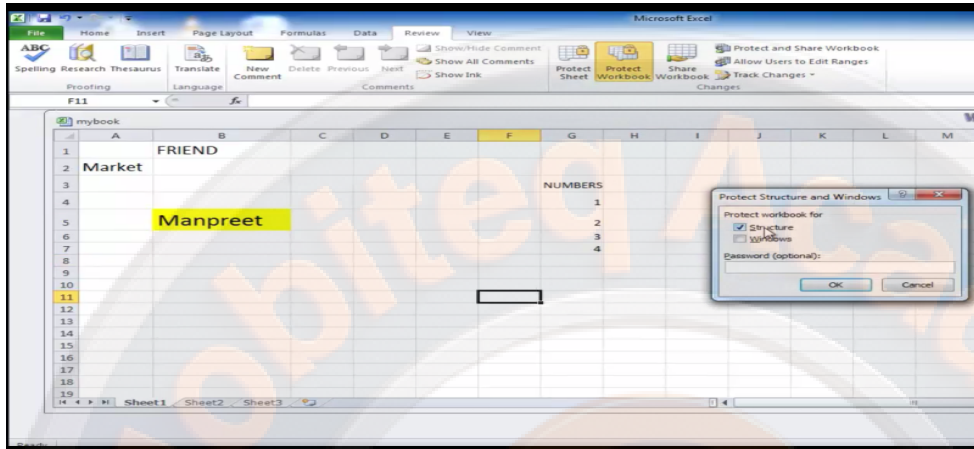 Microsoft Excel
File Home Insert Page Layout Formulas Data Review View
ABC
Spelling Research Thesaurus Translate New Comment Delete Previous Next
Show/Hide Comment
Show All Comments
Show Ink
Protect Sheet Protect Workbook Share Workbook
Protect and Share Workbook
Allow Users to Edit Ranges
Track Changes
Proofing Language Comments Changes
F11 fx
mybook
A B C D E F G H I J K L M
1 FRIEND
2 Market
3 NUMBERS
4 1
5 Manpreet 2
6 3
7 4
8
9
10
11
12
13
14
15
16
17
18
19
Protect Structure and Windows
Protect workbook for
Structure
Windows
Password (optional):
OK Cancel
Sheet1 Sheet2 Sheet3
Ready